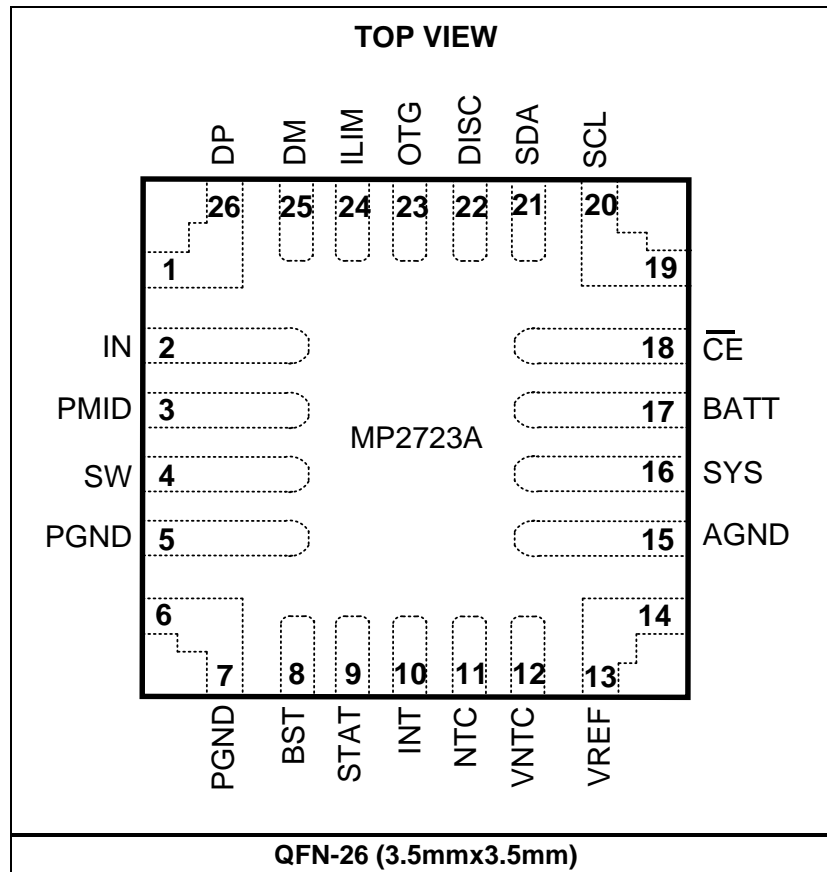 TOP VIEW
DP
DM
ILIM
OTG
DISC
SDA
SCL
26 25 24 23 22 21 20
1 19
IN 2 18 C̅E̅
PMID 3 17 BATT
MP2723A
SW 4 16 SYS
PGND 5 15 AGND
6 14
7 8 9 10 11 12 13
PGND
BST
STAT
INT
NTC
VNTC
VREF
QFN-26 (3.5mmx3.5mm)